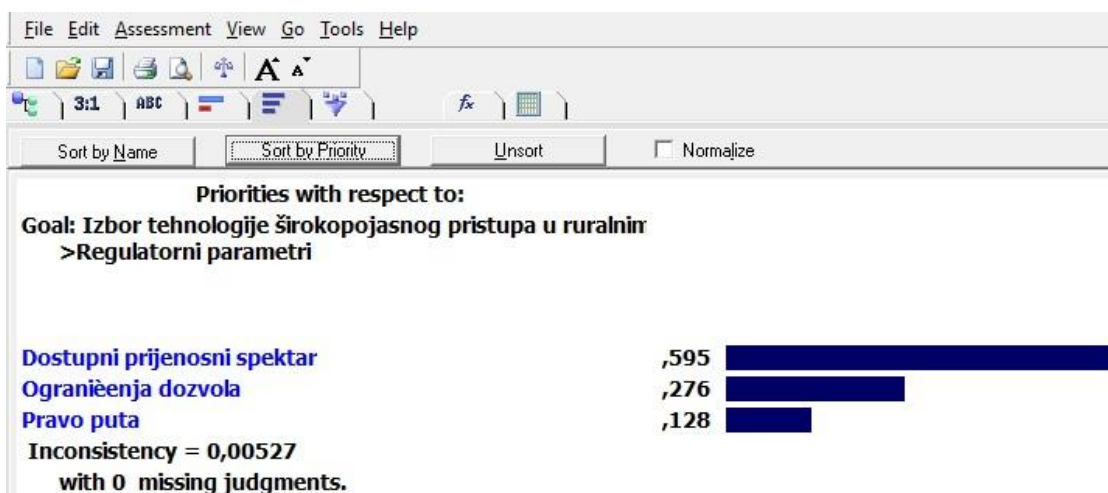 File Edit Assessment View Go Tools Help
A A
3:1 ABC fx
Sort by Name Sort by Priority Unsort Normalize
Priorities with respect to:
Goal: Izbor tehnologije širokopojasnog pristupa u ruralnim
>Regulatorni parametri
Dostupni prijenosni spektar ,595
Ogranièenja dozvola ,276
Pravo puta ,128
Inconsistency = 0,00527
with 0 missing judgments.